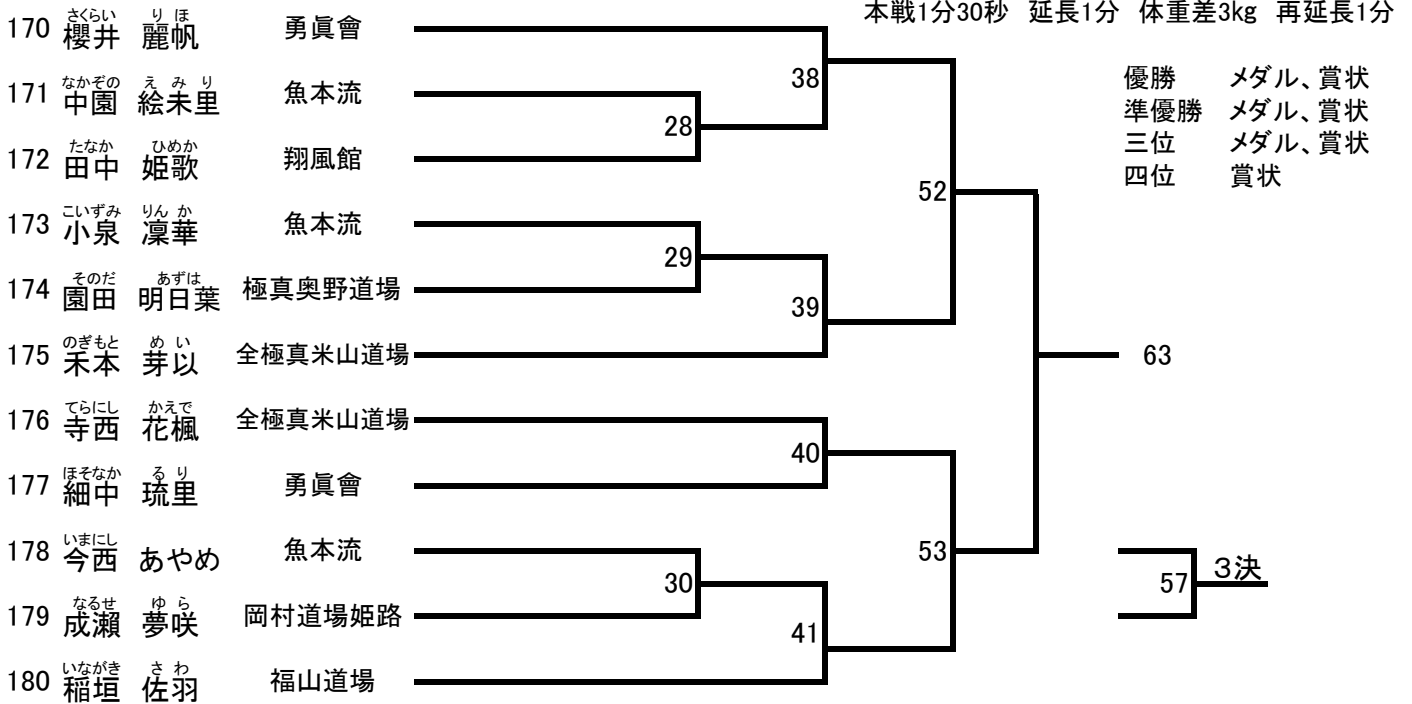 本戦1分30秒 延長1分 体重差3kg 再延長1分
さくらい りほ
170 櫻井 麗帆 勇眞會
なかぞの えみり
171 中園 絵未里 魚本流
たなか ひめか
172 田中 姫歌 翔風館
こいずみ りんか
173 小泉 凜華 魚本流
そのだ あずは
174 園田 明日葉 極真奥野道場
のぎもと めい
175 禾本 芽以 全極真米山道場
てらにし かえで
176 寺西 花楓 全極真米山道場
ほそなか るり
177 細中 琉里 勇眞會
いまにし
178 今西 あやめ 魚本流
なるせ ゆら
179 成瀬 夢咲 岡村道場姫路
いながき さわ
180 稲垣 佐羽 福山道場
28
29
30
38
39
40
41
52
53
63
57 3決
優勝 メダル、賞状
準優勝 メダル、賞状
三位 メダル、賞状
四位 賞状